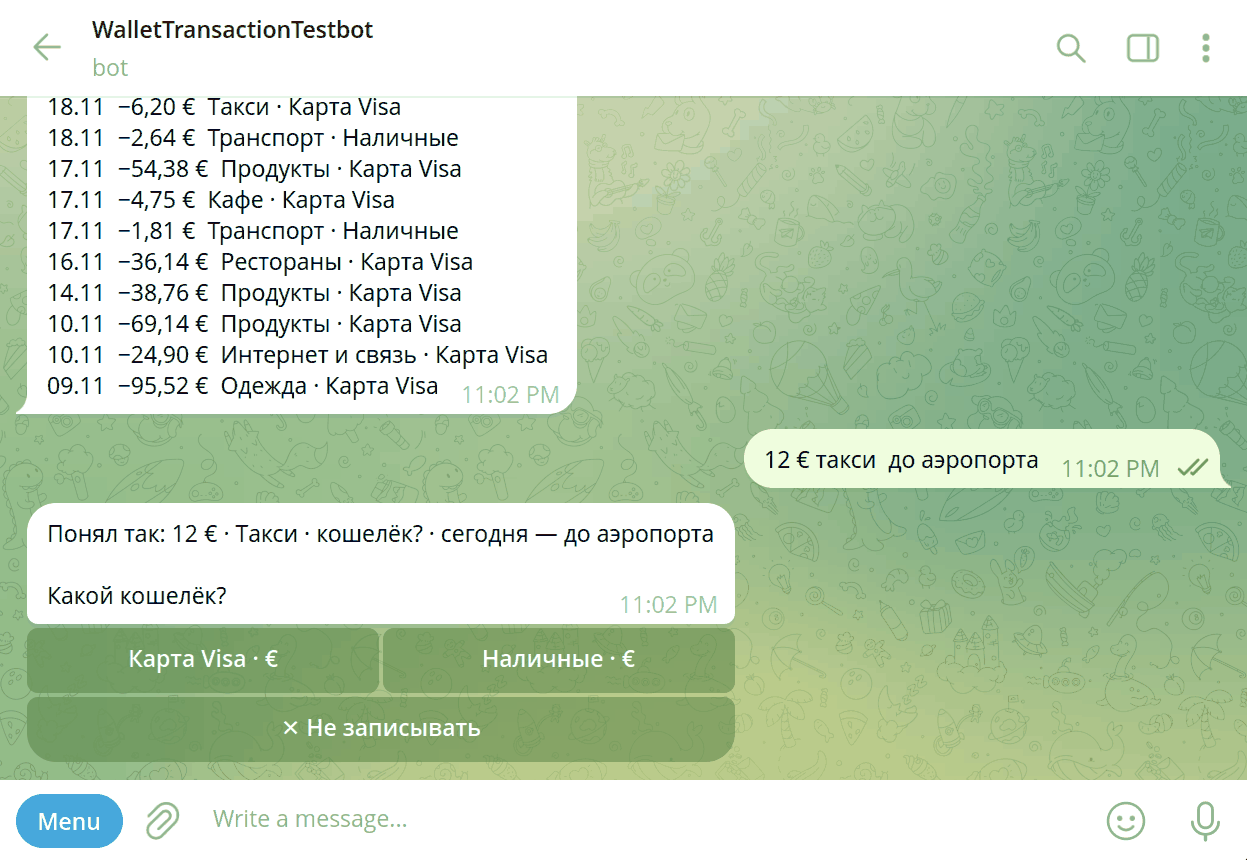 WalletTransactionTestbot
bot
18.11 −6,20 € Такси · Карта Visa
18.11 −2,64 € Транспорт · Наличные
17.11 −54,38 € Продукты · Карта Visa
17.11 −4,75 € Кафе · Карта Visa
17.11 −1,81 € Транспорт · Наличные
16.11 −36,14 € Рестораны · Карта Visa
14.11 −38,76 € Продукты · Карта Visa
10.11 −69,14 € Продукты · Карта Visa
10.11 −24,90 € Интернет и связь · Карта Visa
09.11 −95,52 € Одежда · Карта Visa 11:02 PM
12 € такси до аэропорта 11:02 PM
Понял так: 12 € · Такси · кошелёк? · сегодня — до аэропорта
Какой кошелёк? 11:02 PM
Карта Visa · € Наличные · €
✕ Не записывать
Menu Write a message...